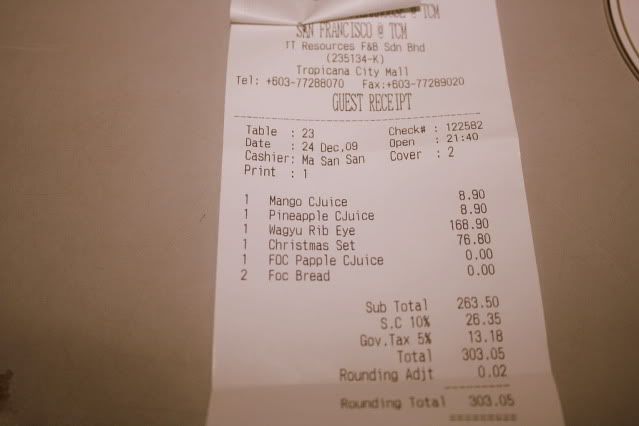 @ TCM
SAN FRANCISCO @ TCM
TT Resources F&B Sdn Bhd
(235134-K)
Tropicana City Mall
Tel: +603-77288070 Fax:+603-77289020
GUEST RECEIPT
Table : 23 Check# : 122582
Date : 24 Dec,09 Open : 21:40
Cashier: Ma San San Cover : 2
Print : 1
1 Mango CJuice 8.90
1 Pineapple CJuice 8.90
1 Wagyu Rib Eye 168.90
1 Christmas Set 76.80
1 FOC Papple CJuice 0.00
2 Foc Bread 0.00
Sub Total 263.50
S.C 10% 26.35
Gov.Tax 5% 13.18
Total 303.05
Rounding Adjt 0.02
Rounding Total 303.05